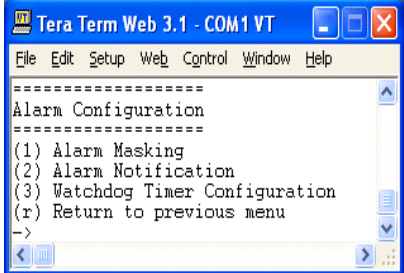 Tera Term Web 3.1 - COM1 VT
File Edit Setup Web Control Window Help
===================
Alarm Configuration
===================
(1) Alarm Masking
(2) Alarm Notification
(3) Watchdog Timer Configuration
(r) Return to previous menu
->